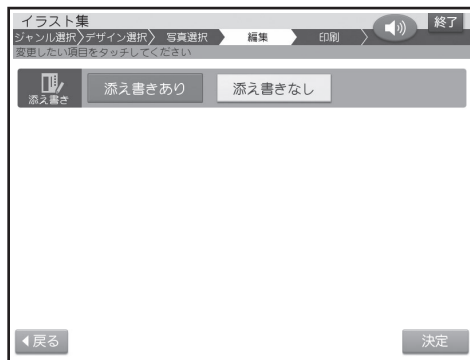 イラスト集
終了
ジャンル選択 デザイン選択 写真選択 編集 印刷
変更したい項目をタッチしてください
添え書き 添え書きあり 添え書きなし
戻る 決定